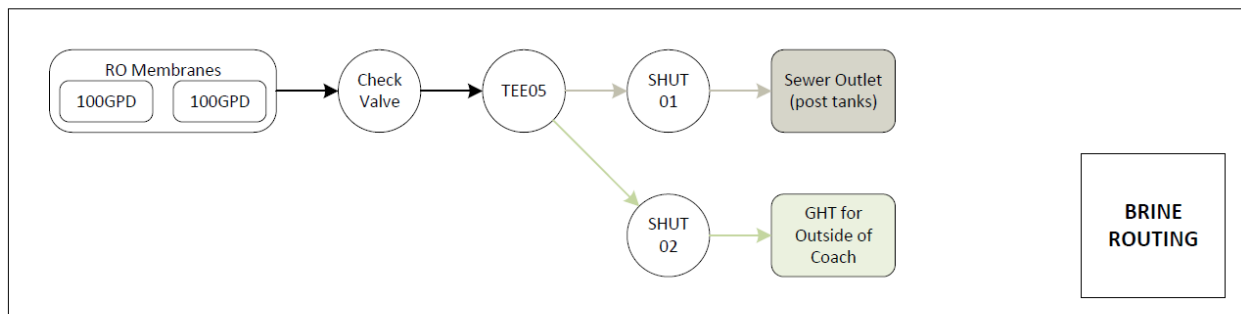 RO Membranes
100GPD
100GPD
Check
Valve
TEE05
SHUT
01
Sewer Outlet
(post tanks)
SHUT
02
GHT for
Outside of
Coach
BRINE
ROUTING